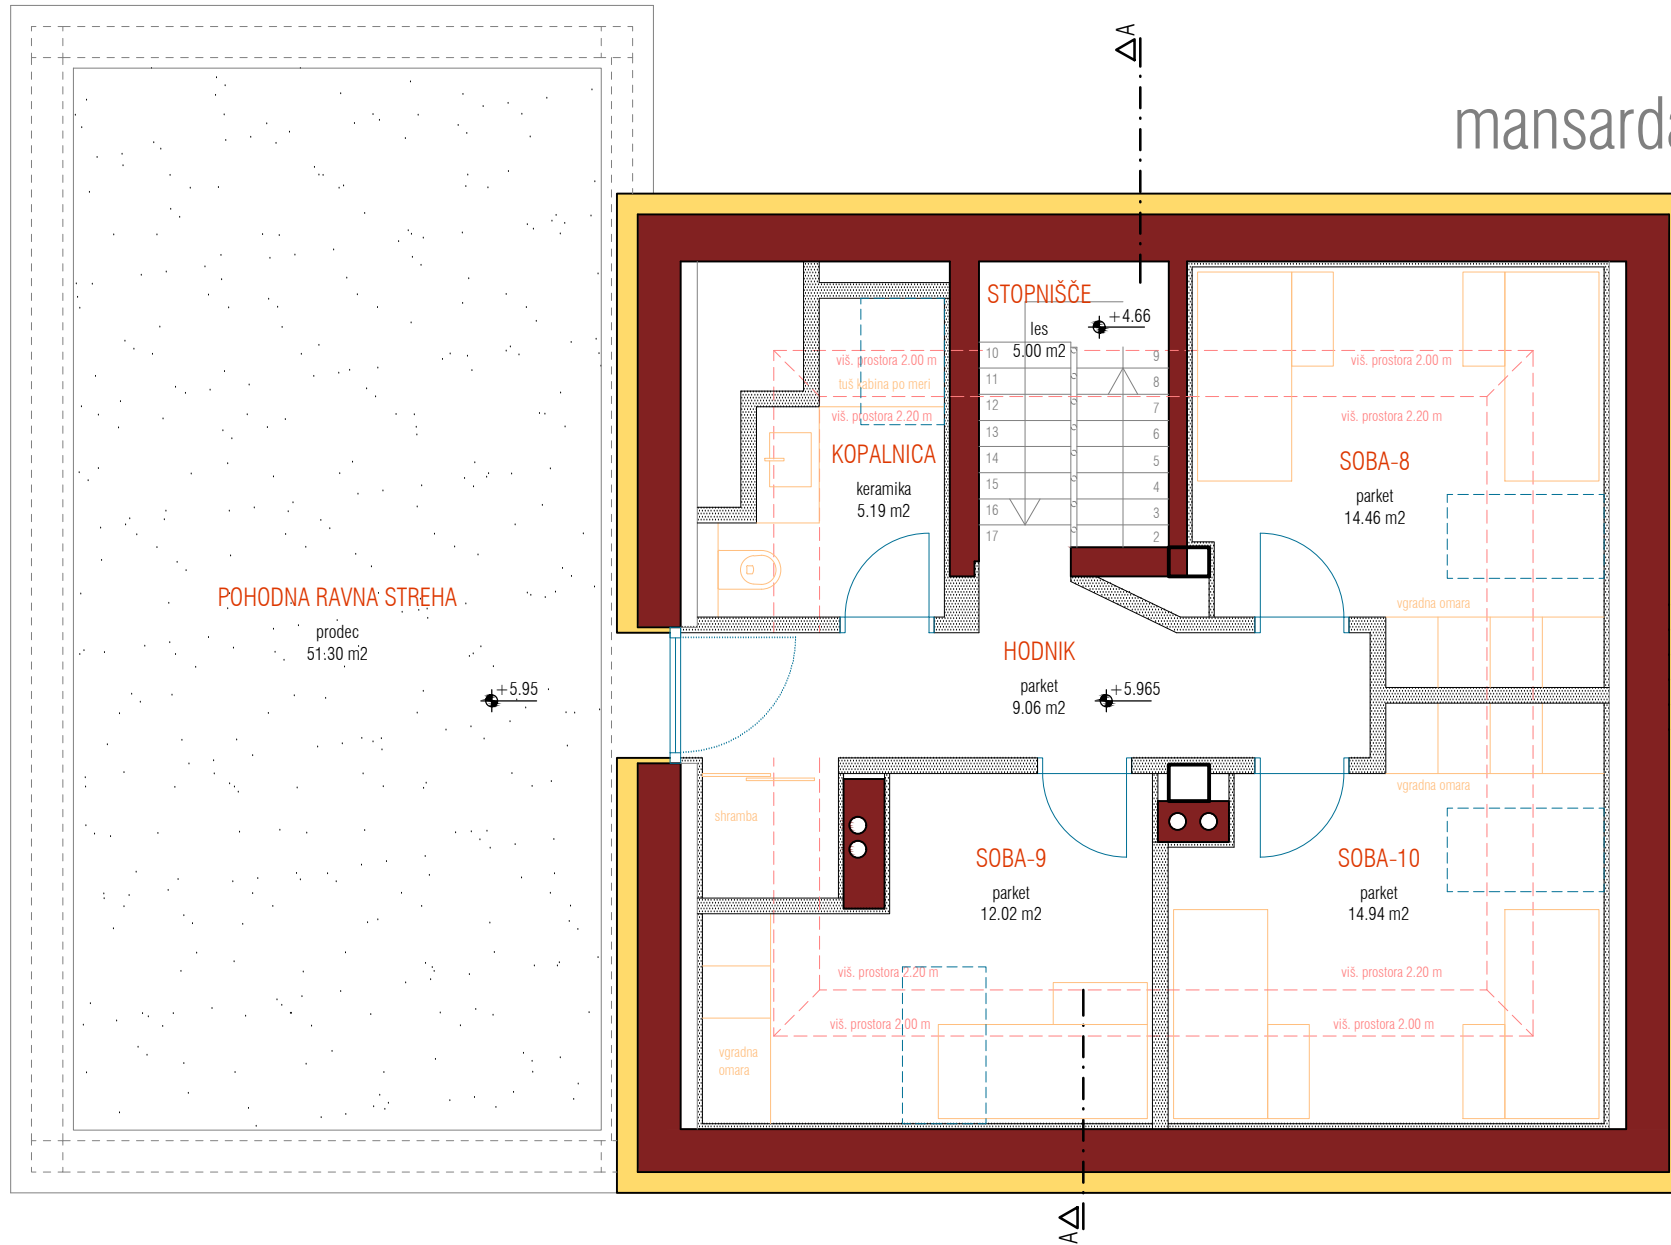 A
mansarda
STOPNIŠČE
les
5.00 m2
+4.66
10
11
12
13
14
15
16
17
9
8
7
6
5
4
3
2
viš. prostora 2.00 m
tuš kabina po meri
viš. prostora 2.20 m
KOPALNICA
keramika
5.19 m2
viš. prostora 2.00 m
viš. prostora 2.20 m
SOBA-8
parket
14.46 m2
vgradna omara
POHODNA RAVNA STREHA
prodec
51.30 m2
+5.95
HODNIK
parket
9.06 m2
+5.965
vgradna omara
shramba
SOBA-9
parket
12.02 m2
SOBA-10
parket
14.94 m2
viš. prostora 2.20 m
viš. prostora 2.00 m
viš. prostora 2.20 m
viš. prostora 2.00 m
vgradna
omara
A